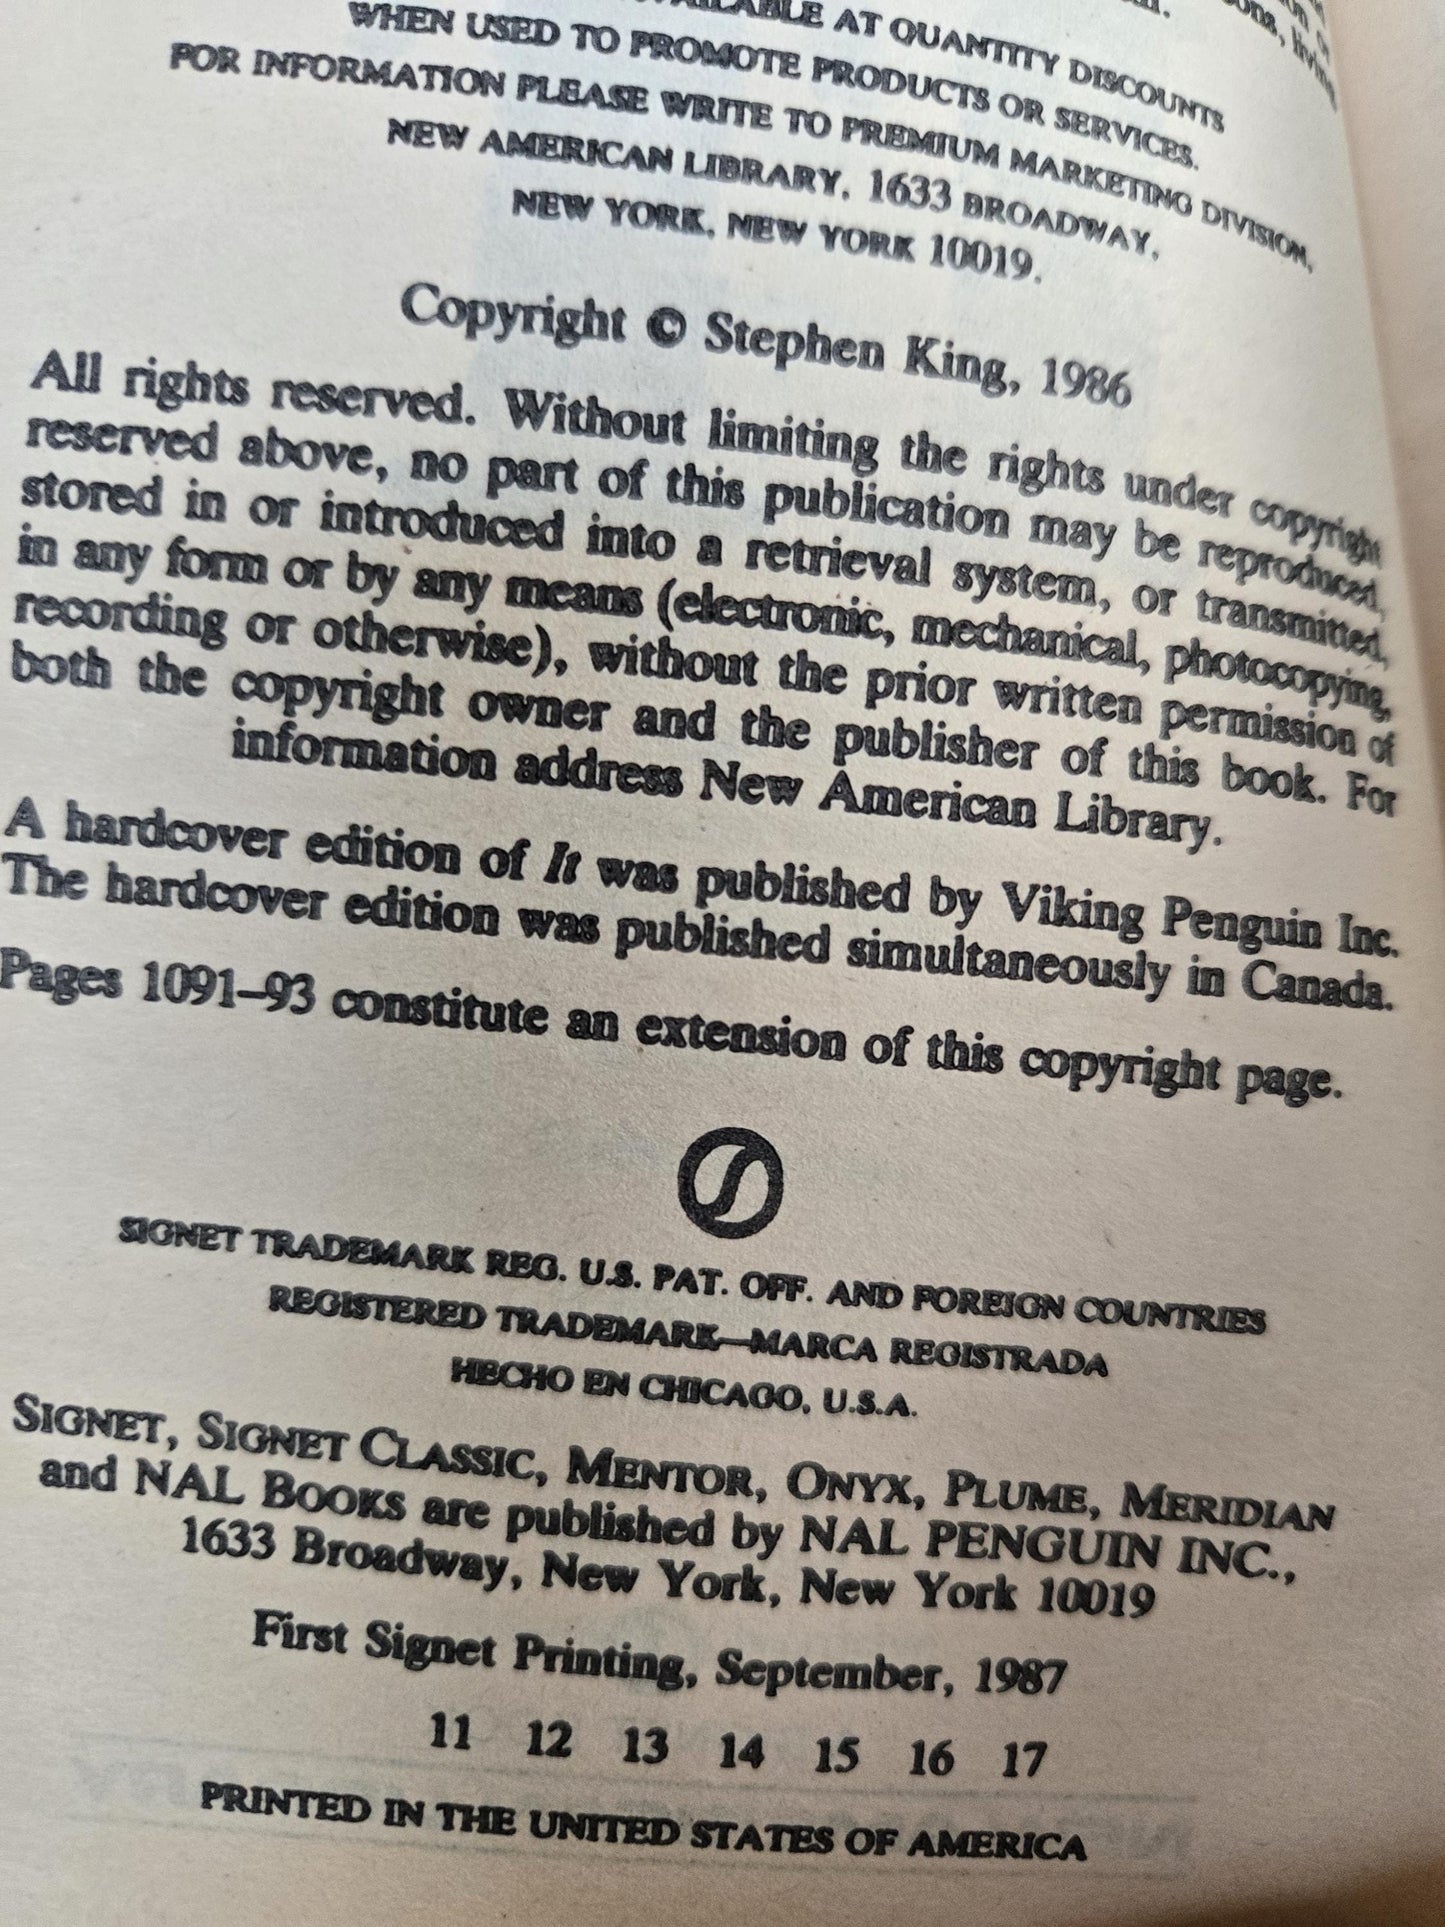 AVAILABLE AT QUANTITY DISCOUNTS
WHEN USED TO PROMOTE PRODUCTS OR SERVICES.
FOR INFORMATION PLEASE WRITE TO PREMIUM MARKETING DIVISION,
NEW AMERICAN LIBRARY, 1633 BROADWAY,
NEW YORK, NEW YORK 10019.
Copyright © Stephen King, 1986
All rights reserved. Without limiting the rights under copyright
reserved above, no part of this publication may be reproduced,
stored in or introduced into a retrieval system, or transmitted,
in any form or by any means (electronic, mechanical, photocopying,
recording or otherwise), without the prior written permission of
both the copyright owner and the publisher of this book. For
information address New American Library.
A hardcover edition of It was published by Viking Penguin Inc.
The hardcover edition was published simultaneously in Canada.
Pages 1091–93 constitute an extension of this copyright page.
SIGNET TRADEMARK REG. U.S. PAT. OFF. AND FOREIGN COUNTRIES
REGISTERED TRADEMARK—MARCA REGISTRADA
HECHO EN CHICAGO, U.S.A.
SIGNET, SIGNET CLASSIC, MENTOR, ONYX, PLUME, MERIDIAN
and NAL BOOKS are published by NAL PENGUIN INC.,
1633 Broadway, New York, New York 10019
First Signet Printing, September, 1987
11 12 13 14 15 16 17
PRINTED IN THE UNITED STATES OF AMERICA